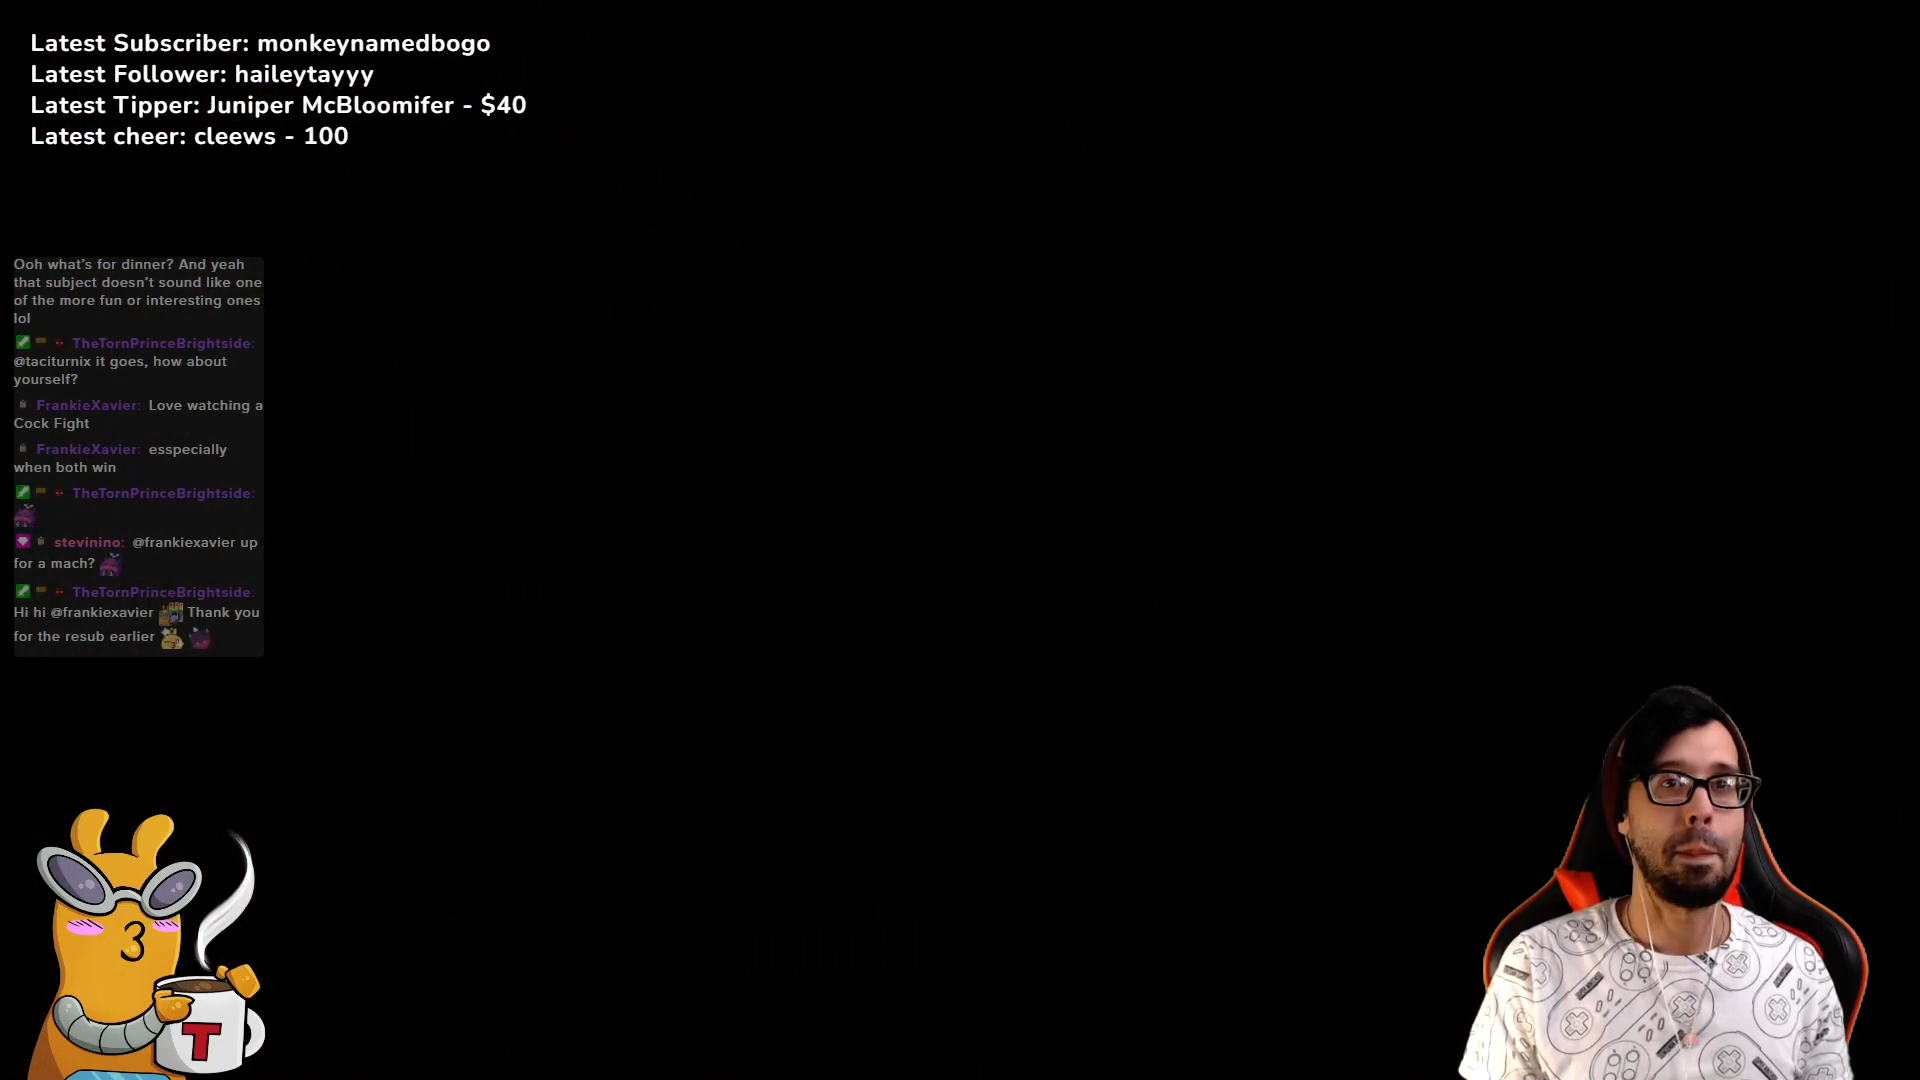 Latest Subscriber: monkeynamedbogo
Latest Follower: haileytayyy
Latest Tipper: Juniper McBloomifer - $40
Latest cheer: cleews - 100
Ooh what's for dinner? And yeah
that subject doesn't sound like one
of the more fun or interesting ones
lol
TheTornPrinceBrightside:
@taciturnix it goes, how about
yourself?
FrankieXavier: Love watching a
Cock Fight
FrankieXavier: esspecially
when both win
TheTornPrinceBrightside:
stevinino: @frankiexavier up
for a mach?
TheTornPrinceBrightside:
Hi hi @frankiexavier Thank you
for the resub earlier
T